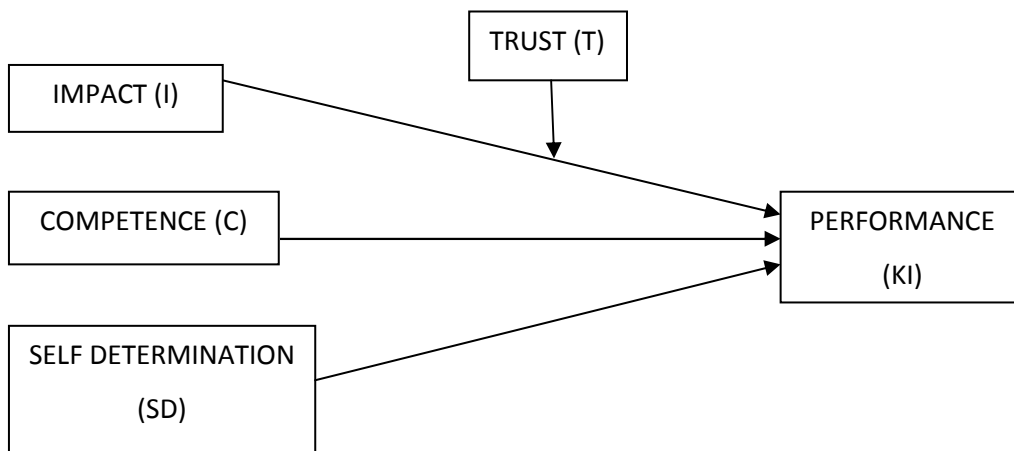 TRUST (T)
IMPACT (I)
COMPETENCE (C)
PERFORMANCE
(KI)
SELF DETERMINATION
(SD)